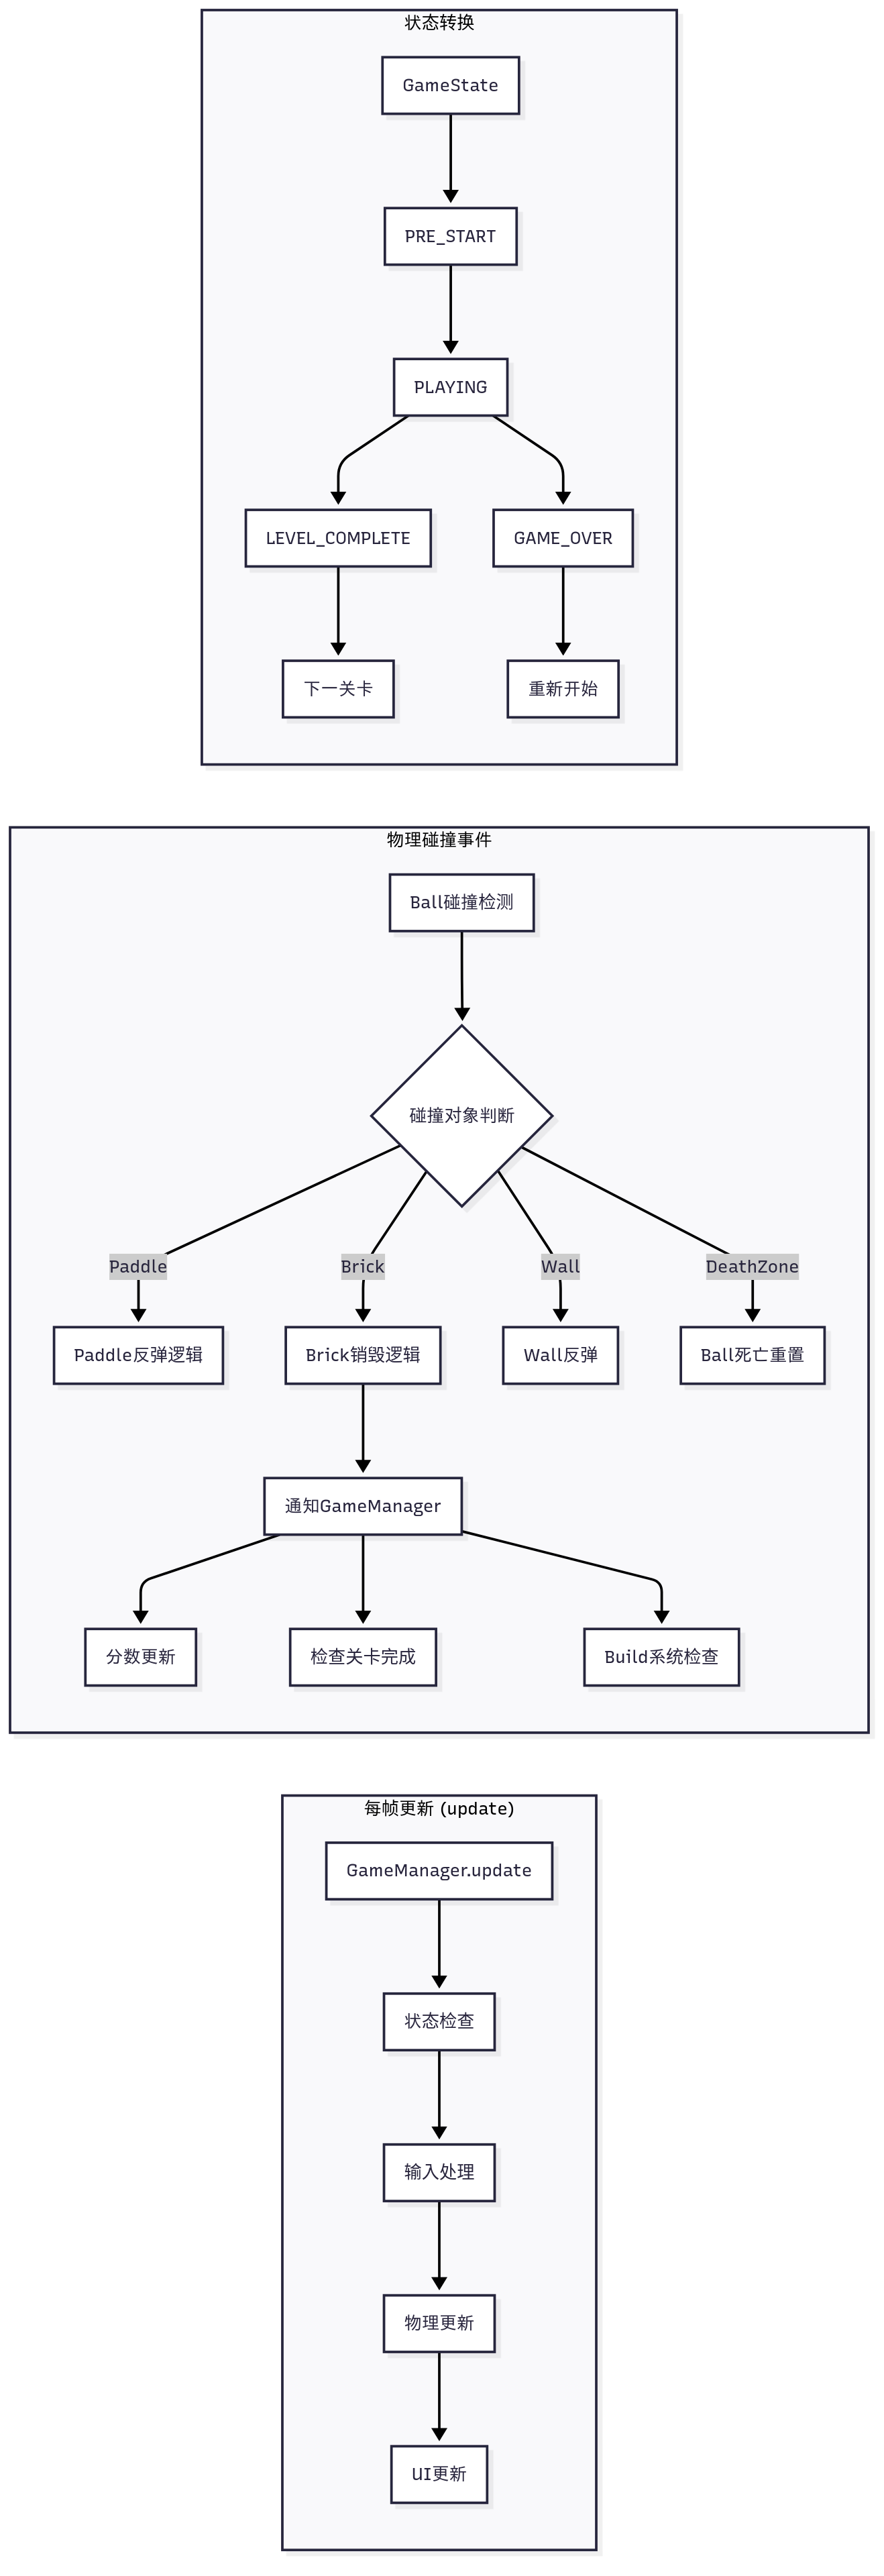 状态转换
GameState
PRE_START
PLAYING
LEVEL_COMPLETE
GAME_OVER
下一关卡
重新开始
物理碰撞事件
Ball碰撞检测
碰撞对象判断
Paddle
Brick
Wall
DeathZone
Paddle反弹逻辑
Brick销毁逻辑
Wall反弹
Ball死亡重置
通知GameManager
分数更新
检查关卡完成
Build系统检查
每帧更新 (update)
GameManager.update
状态检查
输入处理
物理更新
UI更新